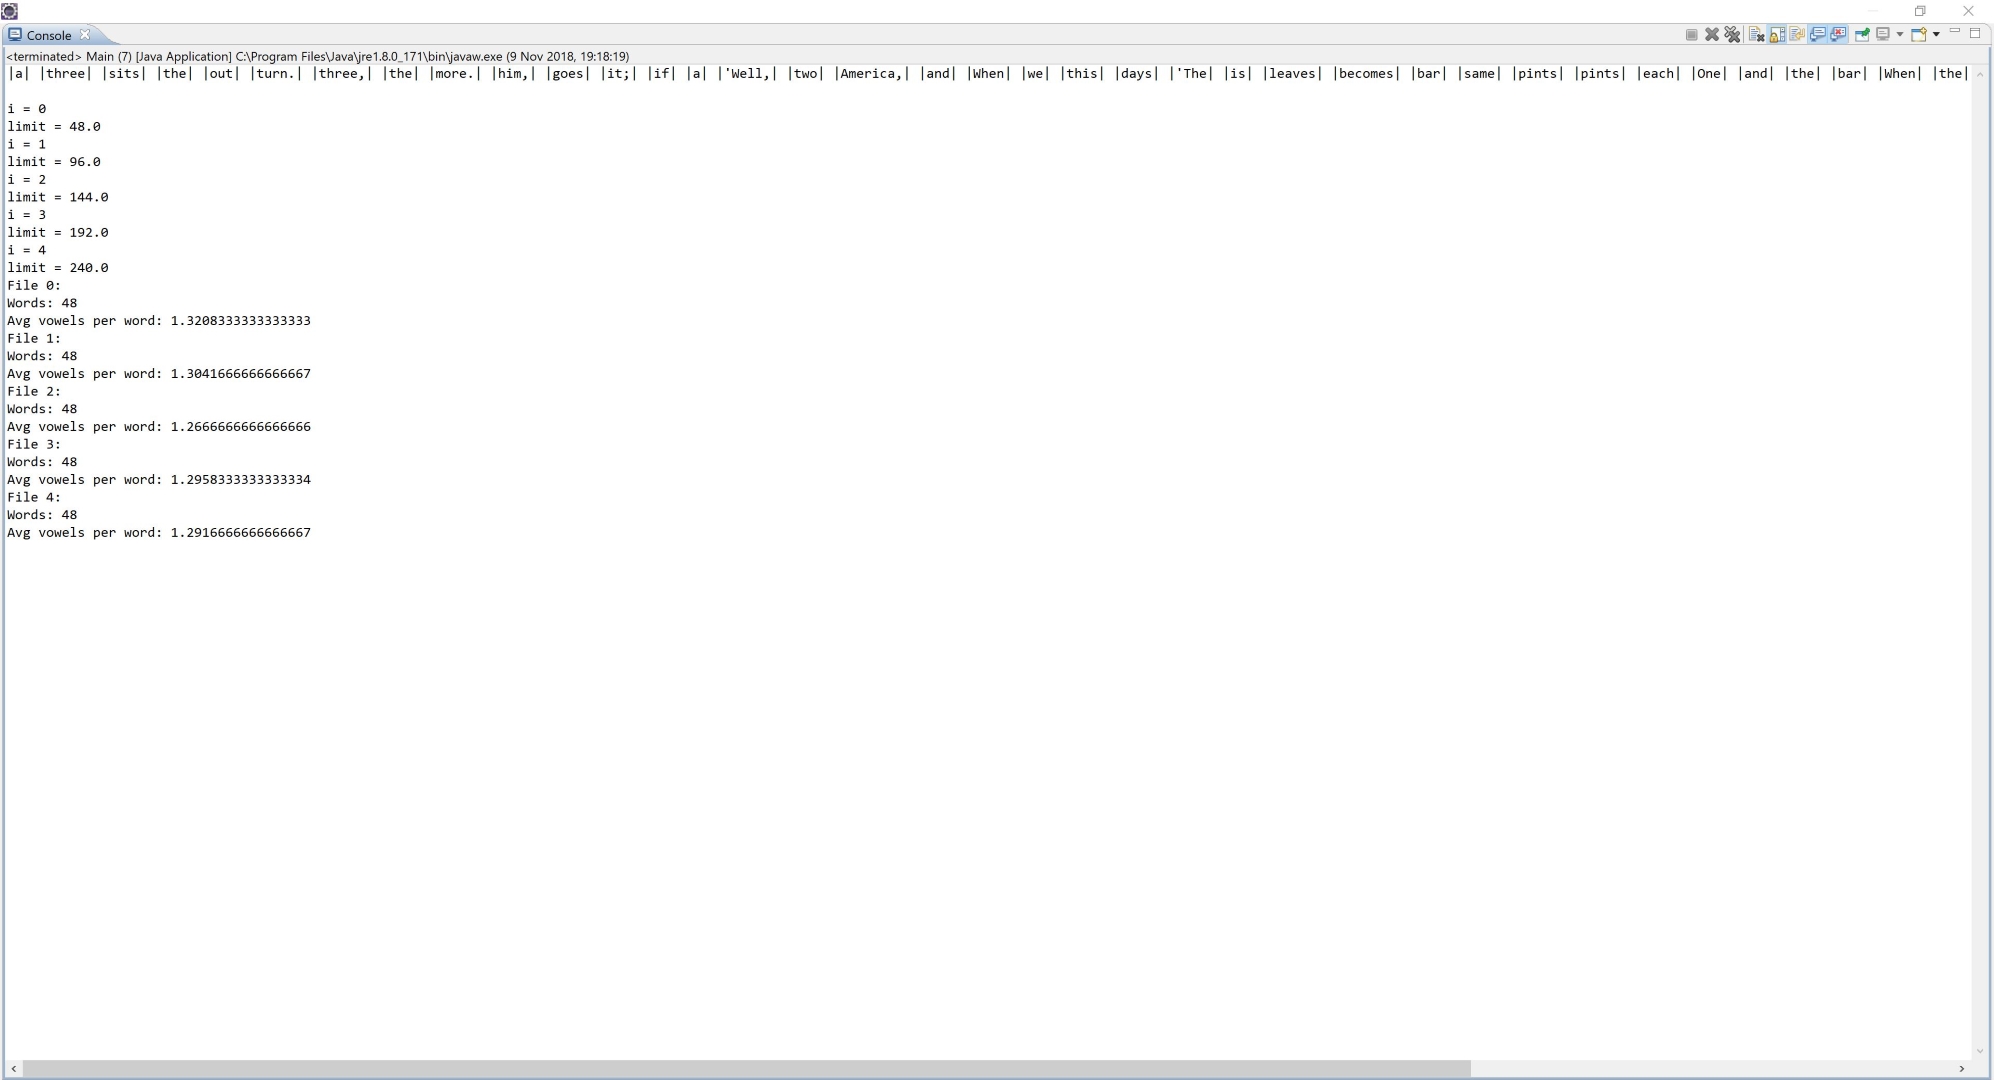 Console
<terminated> Main (7) [Java Application] C:\Program Files\Java\jre1.8.0_171\bin\javaw.exe (9 Nov 2018, 19:18:19)
|a| |three| |sits| |the| |out| |turn.| |three,| |the| |more.| |him,| |goes| |it;| |if| |a| |'Well,| |two| |America,| |and| |When| |we| |this| |days| |'The| |is| |leaves| |becomes| |bar| |same| |pints| |pints| |each| |One| |and| |the| |bar| |When| |the|
i = 0
limit = 48.0
i = 1
limit = 96.0
i = 2
limit = 144.0
i = 3
limit = 192.0
i = 4
limit = 240.0
File 0:
Words: 48
Avg vowels per word: 1.3208333333333333
File 1:
Words: 48
Avg vowels per word: 1.3041666666666667
File 2:
Words: 48
Avg vowels per word: 1.2666666666666666
File 3:
Words: 48
Avg vowels per word: 1.2958333333333334
File 4:
Words: 48
Avg vowels per word: 1.2916666666666667